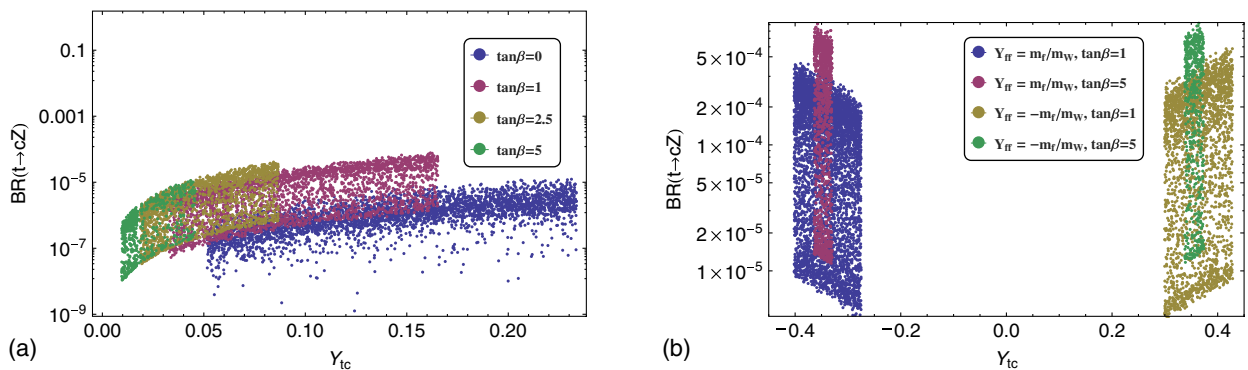 0.1
0.001
10⁻⁵
10⁻⁷
10⁻⁹
BR(t→cZ)
tanβ=0
tanβ=1
tanβ=2.5
tanβ=5
0.00 0.05 0.10 0.15 0.20
Y_tc
(a)
5×10⁻⁴
2×10⁻⁴
1×10⁻⁴
5×10⁻⁵
2×10⁻⁵
1×10⁻⁵
BR(t→cZ)
Y_ff = m_f/m_W, tanβ=1
Y_ff = m_f/m_W, tanβ=5
Y_ff = −m_f/m_W, tanβ=1
Y_ff = −m_f/m_W, tanβ=5
−0.4 −0.2 0.0 0.2 0.4
Y_tc
(b)